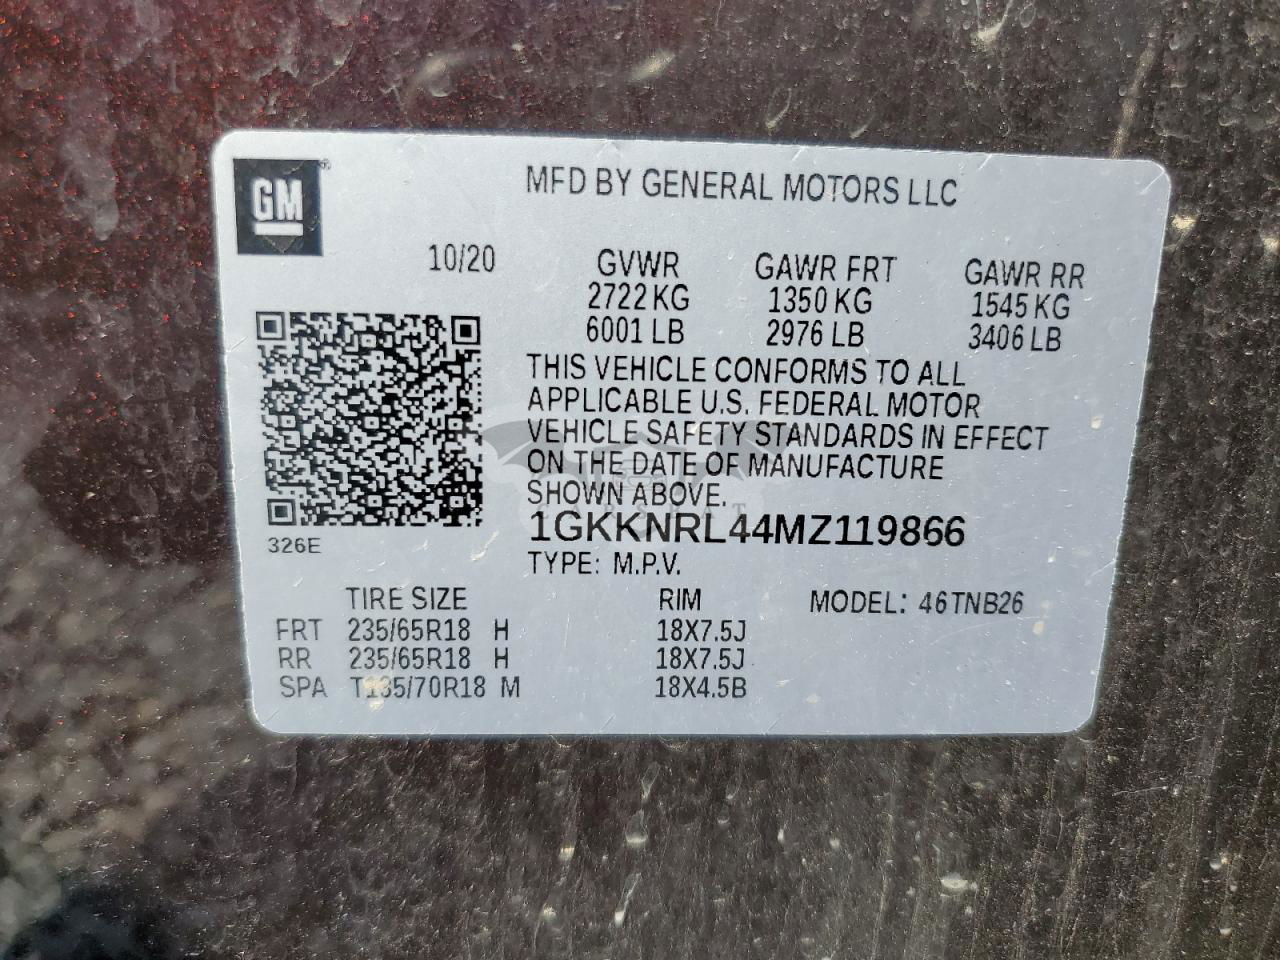 GM
MFD BY GENERAL MOTORS LLC
10/20 GVWR GAWR FRT GAWR RR
2722 KG 1350 KG 1545 KG
6001 LB 2976 LB 3406 LB
THIS VEHICLE CONFORMS TO ALL
APPLICABLE U.S. FEDERAL MOTOR
VEHICLE SAFETY STANDARDS IN EFFECT
ON THE DATE OF MANUFACTURE
SHOWN ABOVE.
1GKKNRL44MZ119866
326E
TYPE: M.P.V.
TIRE SIZE RIM MODEL: 46TNB26
FRT 235/65R18 H 18X7.5J
RR 235/65R18 H 18X7.5J
SPA T135/70R18 M 18X4.5B